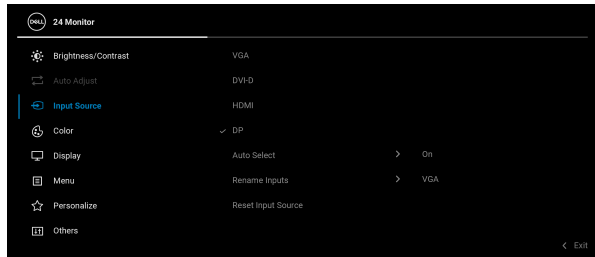 DELL 24 Monitor
Brightness/Contrast VGA
Auto Adjust DVI-D
Input Source HDMI
Color DP
Display Auto Select On
Menu Rename Inputs VGA
Personalize Reset Input Source
Others
Exit